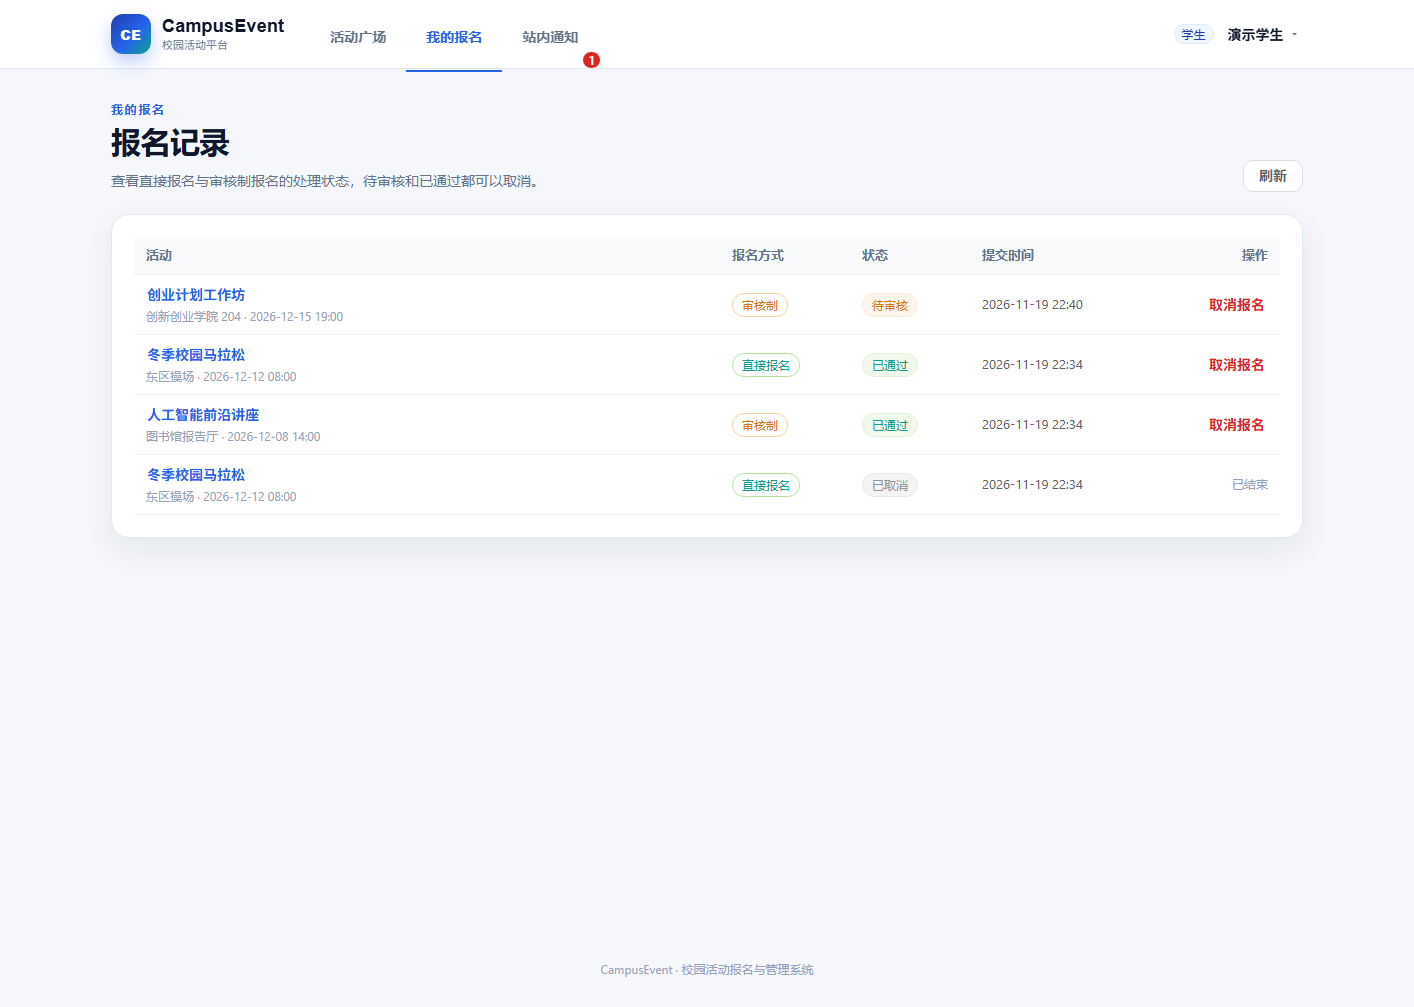 CE
CampusEvent
校园活动平台
活动广场
我的报名
站内通知
1
学生
演示学生
我的报名
报名记录
查看直接报名与审核制报名的处理状态，待审核和已通过都可以取消。
刷新
活动 报名方式 状态 提交时间 操作
创业计划工作坊
创新创业学院 204 · 2026-12-15 19:00
审核制 待审核 2026-11-19 22:40 取消报名
冬季校园马拉松
东区操场 · 2026-12-12 08:00
直接报名 已通过 2026-11-19 22:34 取消报名
人工智能前沿讲座
图书馆报告厅 · 2026-12-08 14:00
审核制 已通过 2026-11-19 22:34 取消报名
冬季校园马拉松
东区操场 · 2026-12-12 08:00
直接报名 已取消 2026-11-19 22:34 已结束
CampusEvent · 校园活动报名与管理系统